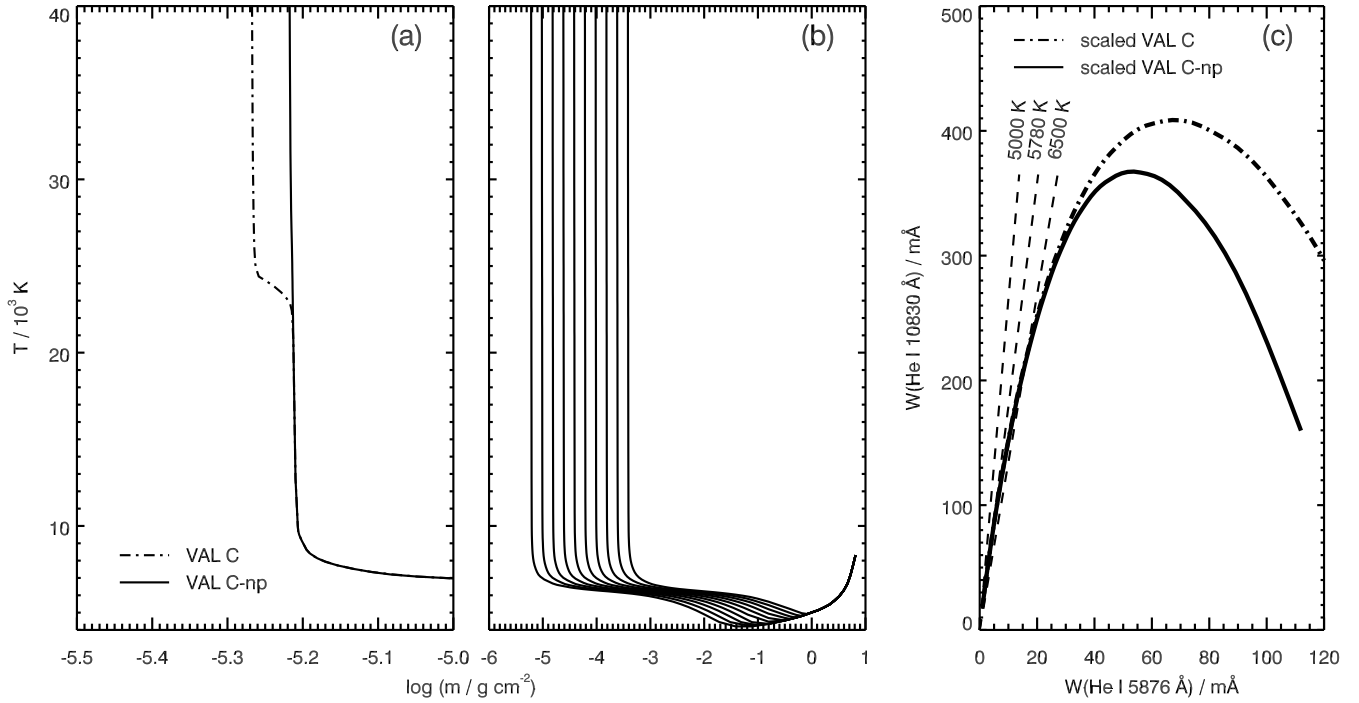 (a)
(b)
(c)
40
30
20
10
T / 10³ K
VAL C
VAL C-np
-5.5 -5.4 -5.3 -5.2 -5.1 -5.0
-6 -5 -4 -3 -2 -1 0 1
log (m / g cm⁻²)
500
400
300
200
100
0
W(He I 10830 Å) / mÅ
scaled VAL C
scaled VAL C-np
5000 K
5780 K
6500 K
0 20 40 60 80 100 120
W(He I 5876 Å) / mÅ